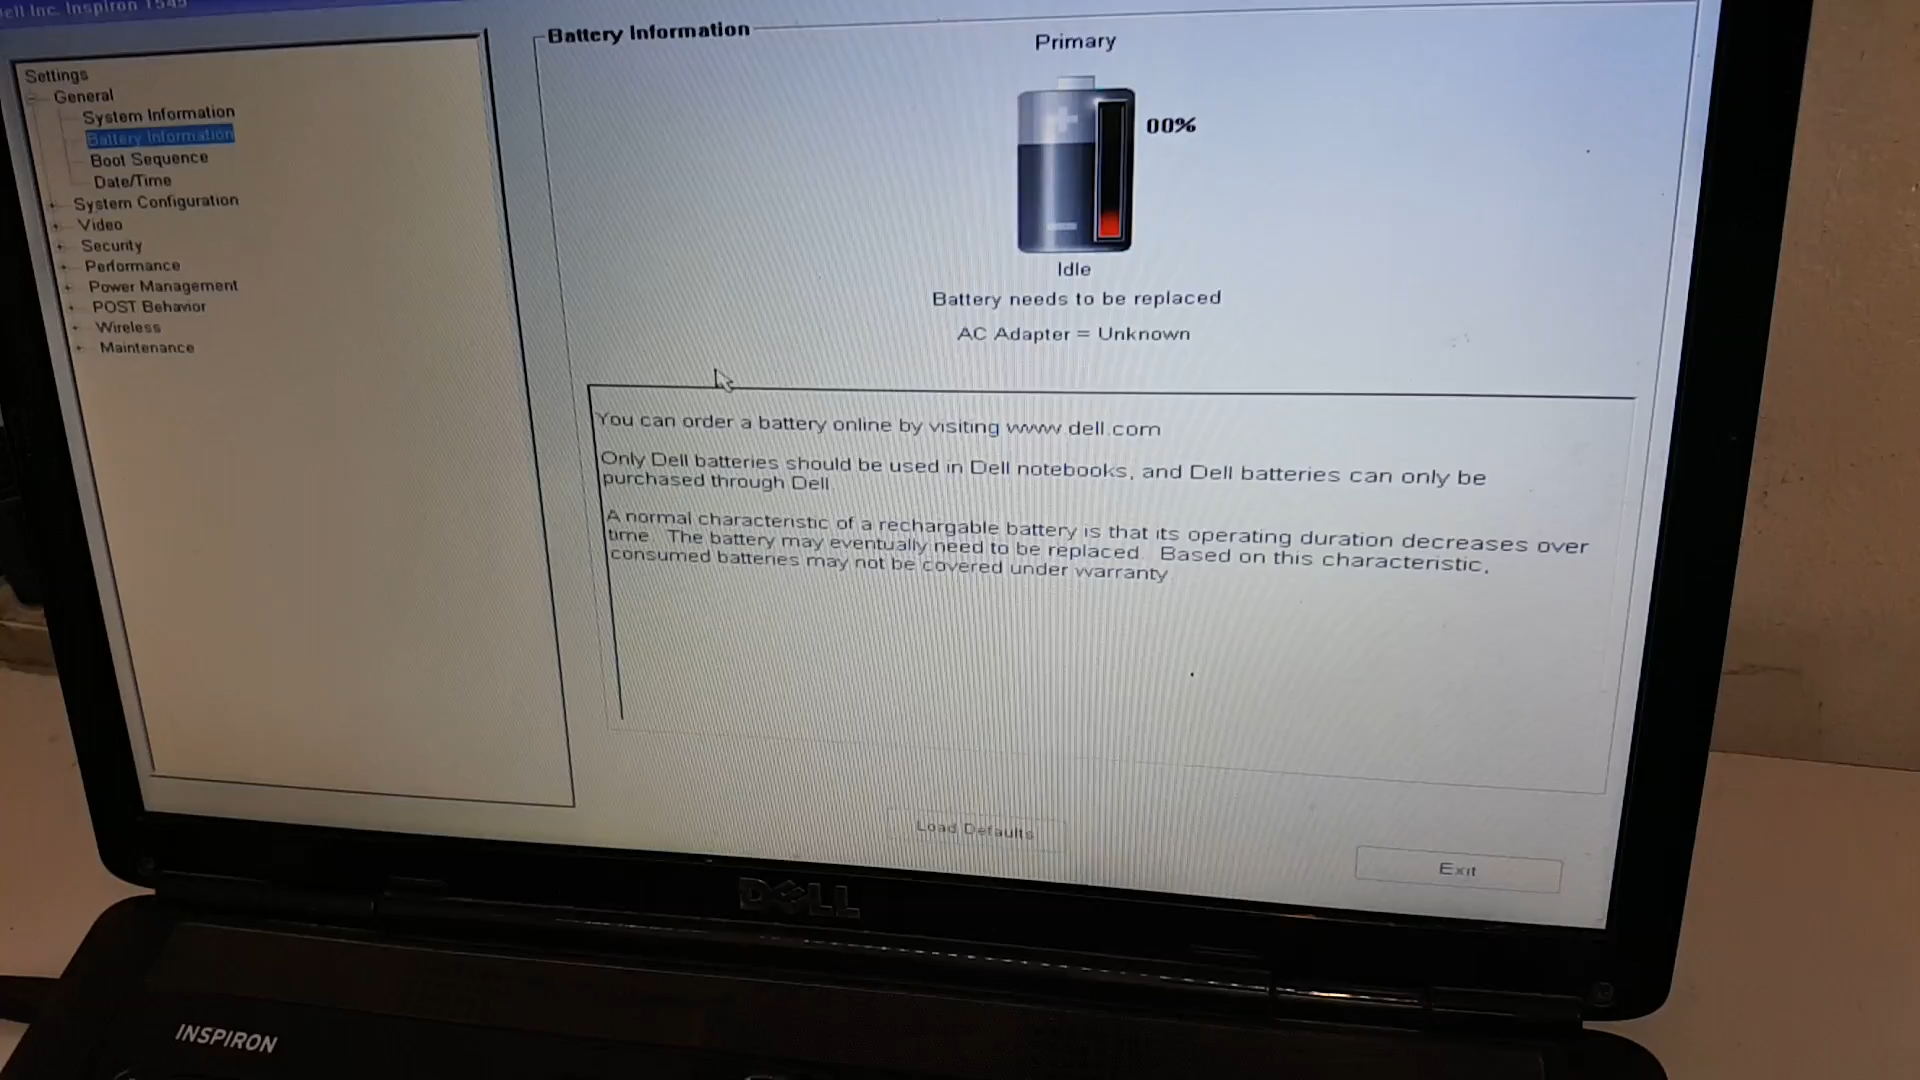 Dell Inc. Inspiron 1545
Settings
General
System Information
Battery Information
Boot Sequence
Date/Time
System Configuration
Video
Security
Performance
Power Management
POST Behavior
Wireless
Maintenance
Battery Information
Primary
00%
Idle
Battery needs to be replaced
AC Adapter = Unknown
You can order a battery online by visiting www.dell.com
Only Dell batteries should be used in Dell notebooks, and Dell batteries can only be
purchased through Dell.
A normal characteristic of a rechargable battery is that its operating duration decreases over
time. The battery may eventually need to be replaced. Based on this characteristic,
consumed batteries may not be covered under warranty.
Load Defaults
Exit
DELL
INSPIRON